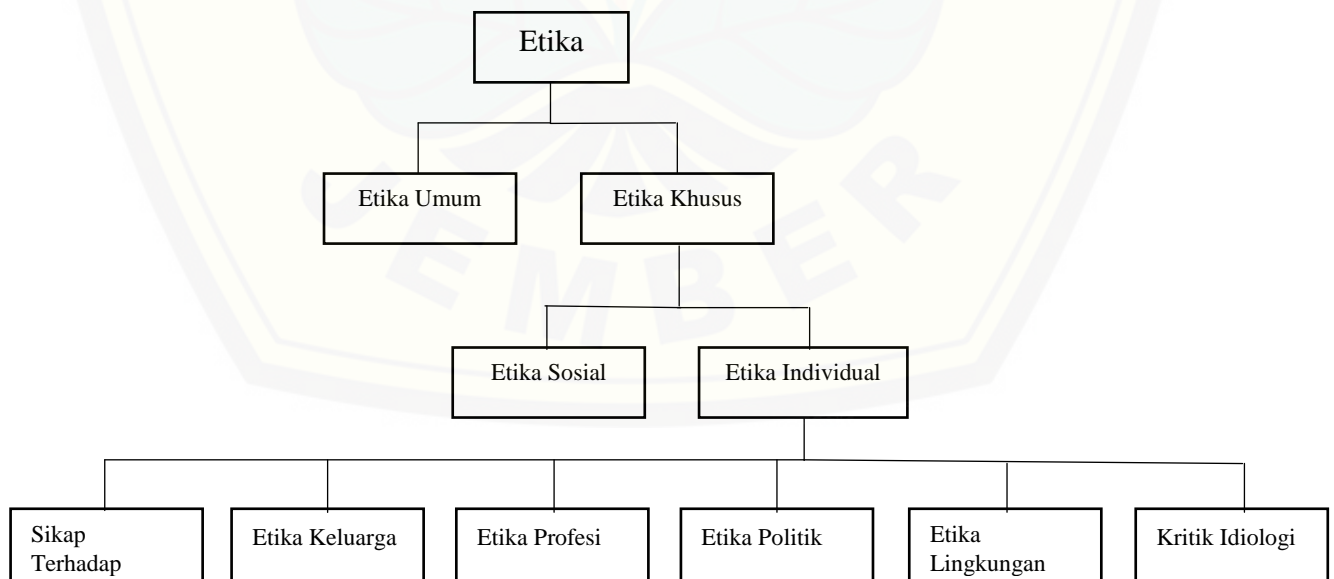 Etika
Etika Umum
Etika Khusus
Etika Sosial
Etika Individual
Sikap
Terhadap
Etika Keluarga
Etika Profesi
Etika Politik
Etika
Lingkungan
Kritik Idiologi
EMBER